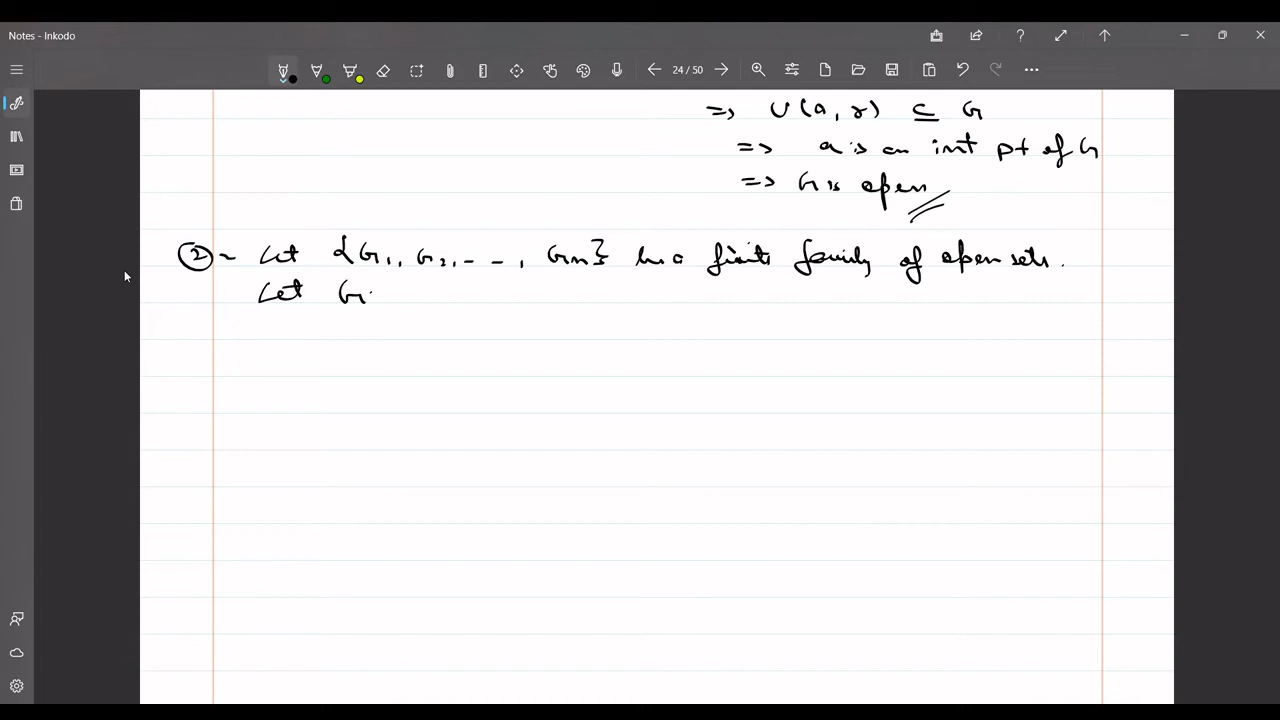 Notes - Inkodo
24 / 50
=> U(a, r) ⊆ G
=> a is an int pt of G
=> G is open
② - Let {G1, G2, - - , Gm} be a finite family of open sets.
Let G